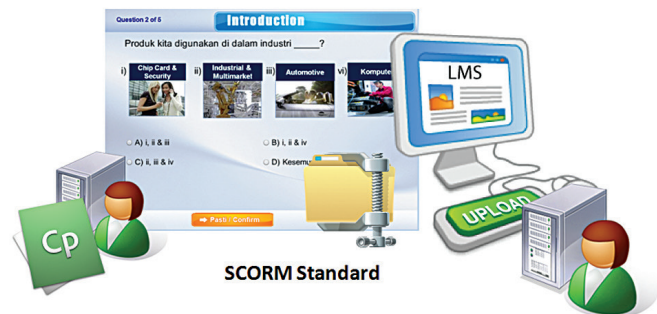 Question 2 of 5
Introduction
Produk kita digunakan di dalam industri _____?
i) Chip Card &
Security
ii) Industrial &
Multimarket
iii) Automotive
vi)
A) i, ii & iii
B) i, ii & iv
C) ii, iii & iv
D)
Pasti / Confirm
LMS
UPLOAD
Cp
SCORM Standard